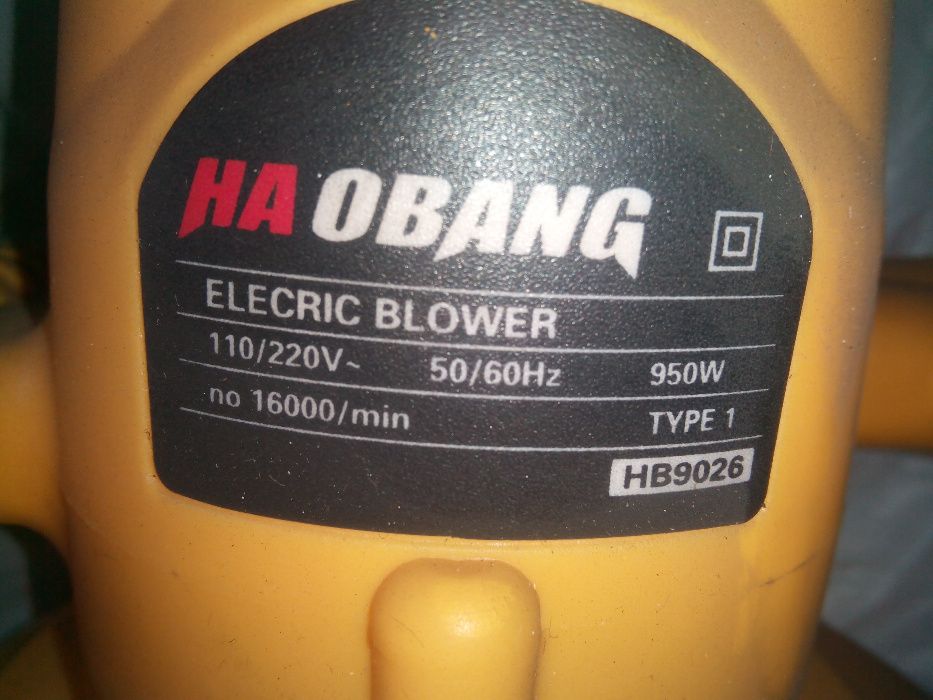 HAOBANG
ELECRIC BLOWER
110/220V~ 50/60Hz 950W
no 16000/min TYPE 1
HB9026